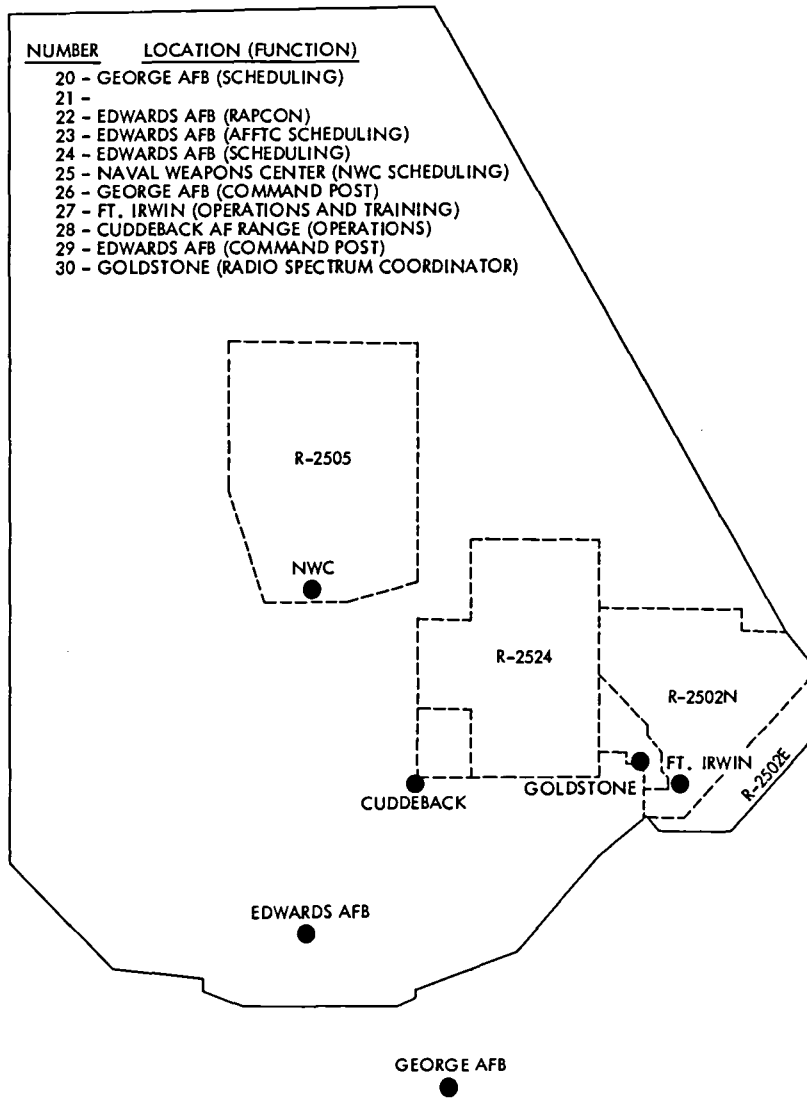 NUMBER LOCATION (FUNCTION)
20 - GEORGE AFB (SCHEDULING)
21 -
22 - EDWARDS AFB (RAPCON)
23 - EDWARDS AFB (AFFTC SCHEDULING)
24 - EDWARDS AFB (SCHEDULING)
25 - NAVAL WEAPONS CENTER (NWC SCHEDULING)
26 - GEORGE AFB (COMMAND POST)
27 - FT. IRWIN (OPERATIONS AND TRAINING)
28 - CUDDEBACK AF RANGE (OPERATIONS)
29 - EDWARDS AFB (COMMAND POST)
30 - GOLDSTONE (RADIO SPECTRUM COORDINATOR)
R-2505
NWC
R-2524
R-2502N
FT. IRWIN
GOLDSTONE
R-2502E
CUDDEBACK
EDWARDS AFB
GEORGE AFB